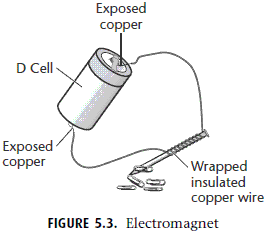 Exposed
copper
D Cell
Exposed
copper
Wrapped
insulated
copper wire
FIGURE 5.3. Electromagnet